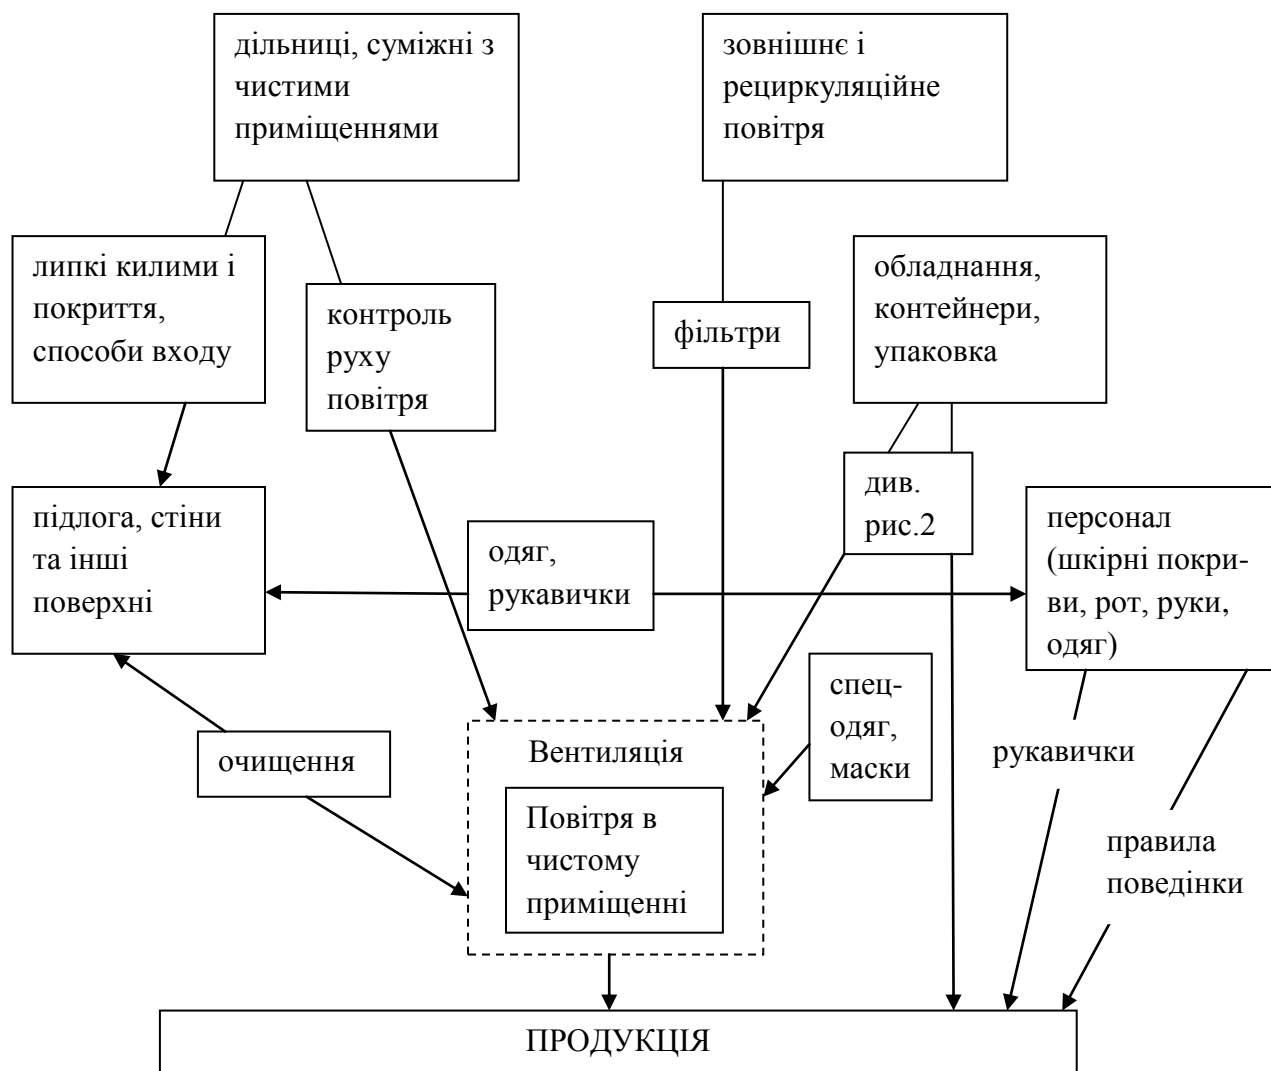 дільниці, суміжні з
чистими
приміщеннями
зовнішнє і
рециркуляційне
повітря
липкі килими і
покриття,
способи входу
контроль
руху
повітря
фільтри
обладнання,
контейнери,
упаковка
підлога, стіни
та інші
поверхні
одяг,
рукавички
див.
рис.2
персонал
(шкірні покри-
ви, рот, руки,
одяг)
очищення
Вентиляція
Повітря в
чистому
приміщенні
спец-
одяг,
маски
рукавички
правила
поведінки
ПРОДУКЦІЯ